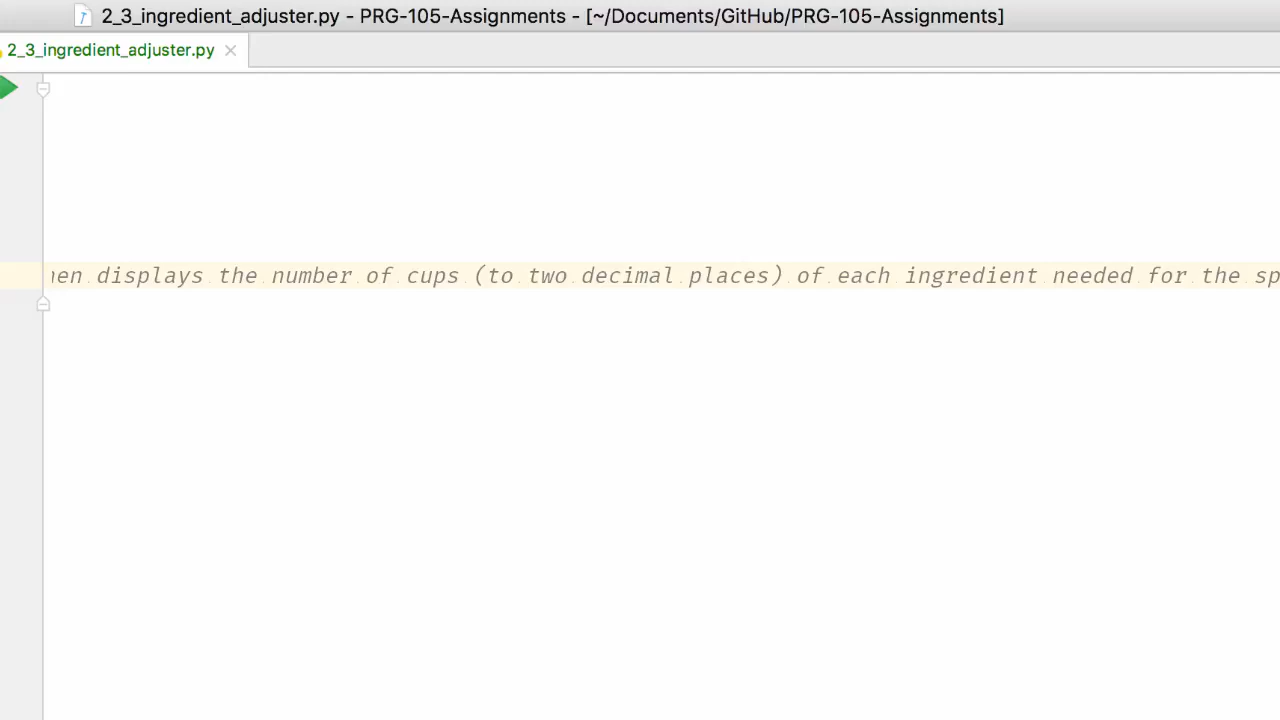 2_3_ingredient_adjuster.py - PRG-105-Assignments - [~/Documents/GitHub/PRG-105-Assignments]
2_3_ingredient_adjuster.py
displays the number of cups (to two decimal places) of each ingredient needed for the